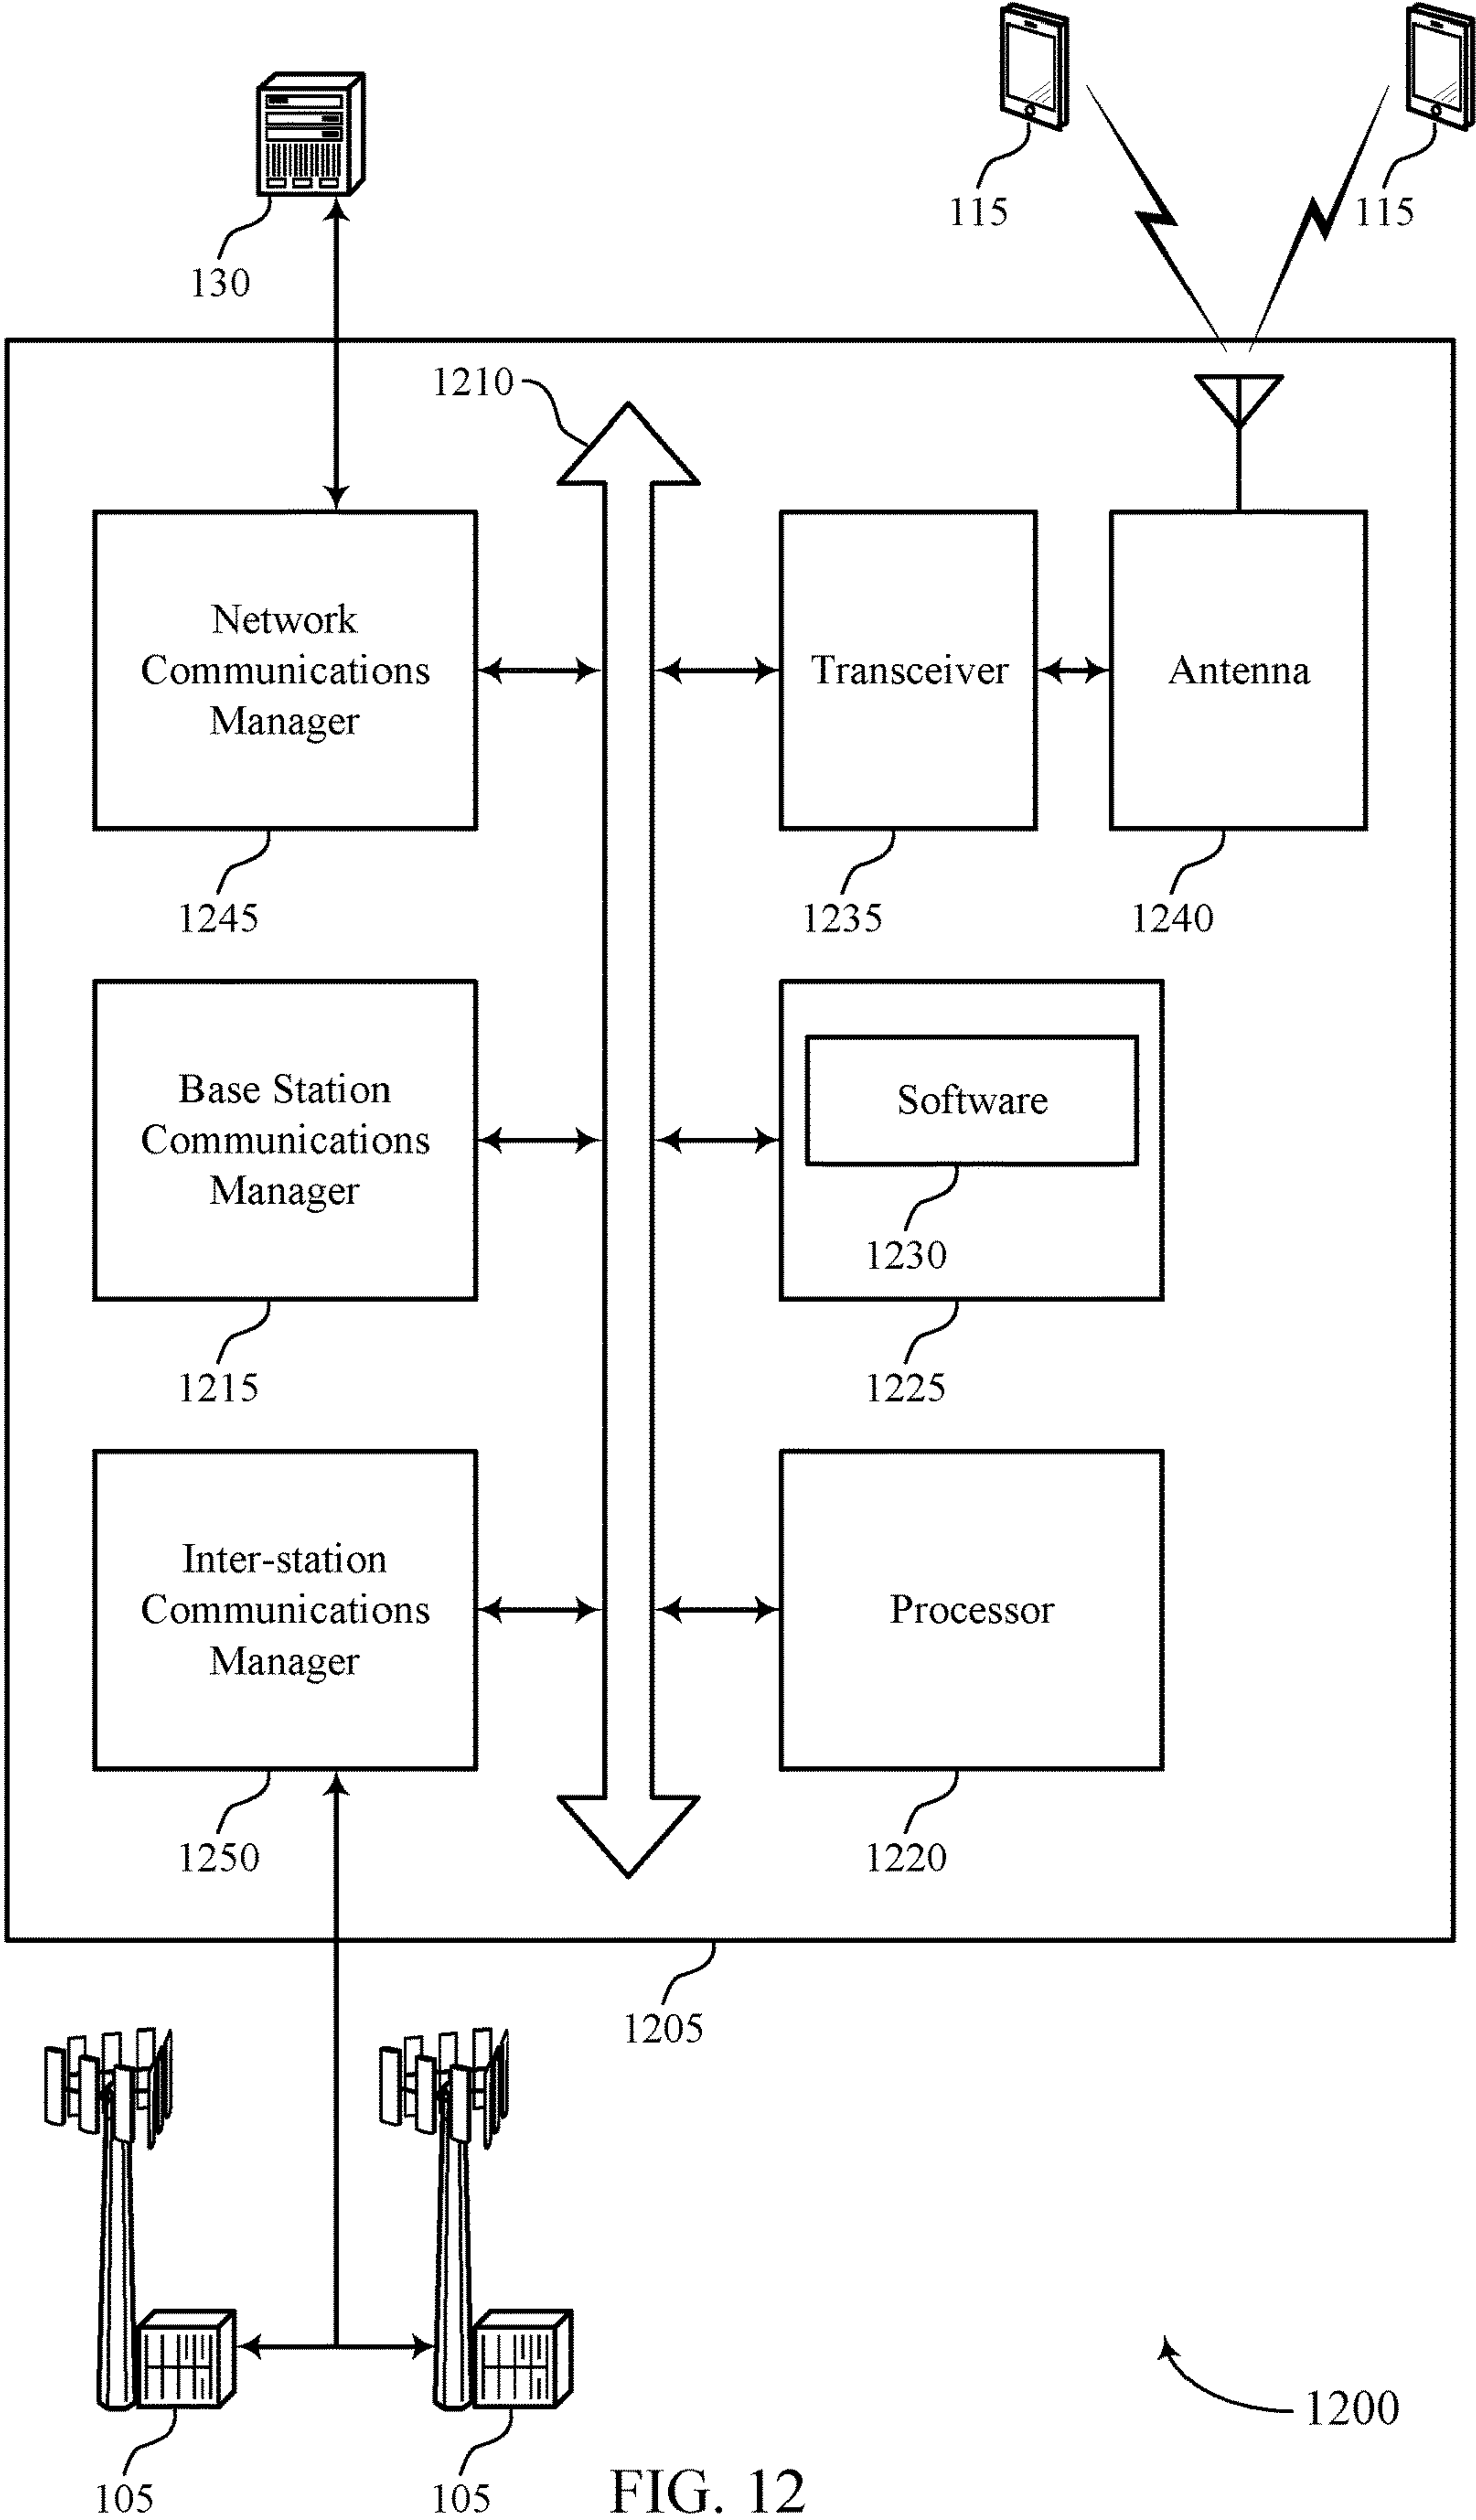 130
115
115
1210
Network
Communications
Manager
Transceiver
Antenna
1245
1235
1240
Base Station
Communications
Manager
Software
1230
1215
1225
Inter-station
Communications
Manager
Processor
1250
1220
1205
105
105
1200
FIG. 12